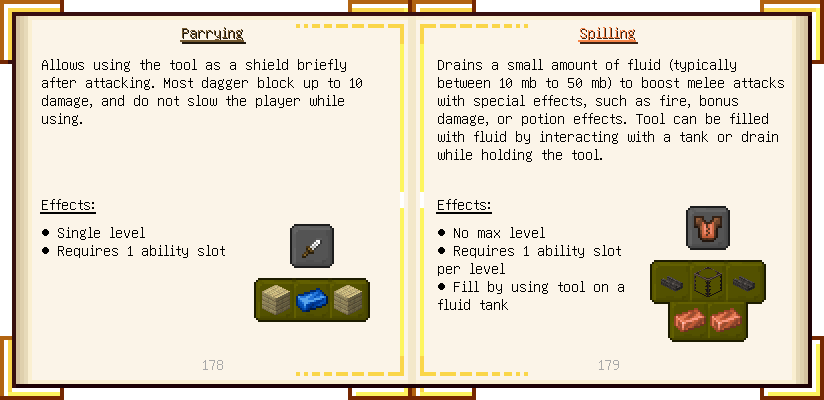 Parrying
Allows using the tool as a shield briefly
after attacking. Most dagger block up to 10
damage, and do not slow the player while
using.
Effects:
● Single level
● Requires 1 ability slot
178
Spilling
Drains a small amount of fluid (typically
between 10 mb to 50 mb) to boost melee attacks
with special effects, such as fire, bonus
damage, or potion effects. Tool can be filled
with fluid by interacting with a tank or drain
while holding the tool.
Effects:
● No max level
● Requires 1 ability slot
per level
● Fill by using tool on a
fluid tank
179